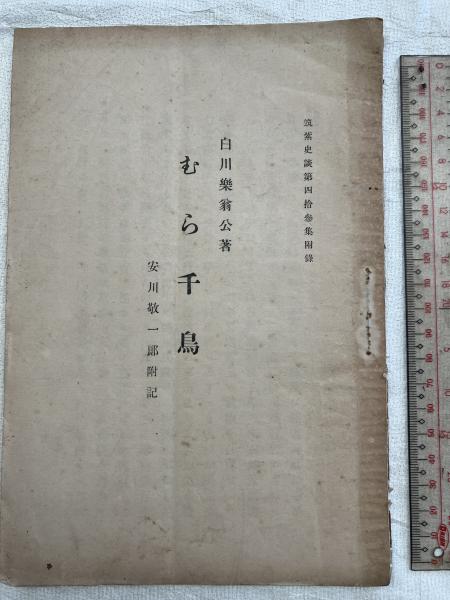 筑紫史談第四拾參集附錄
白川樂翁公著
むら千鳥
安川敬一郎附記